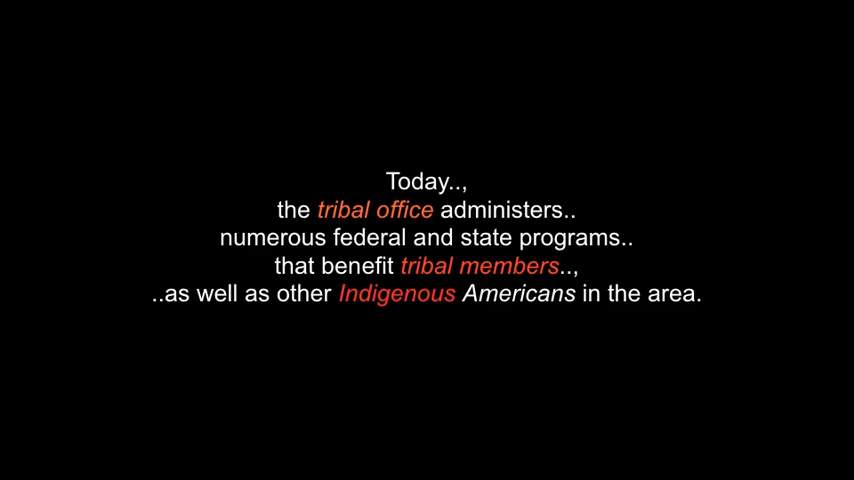 Today..,
the tribal office administers..
numerous federal and state programs..
that benefit tribal members..,
..as well as other Indigenous Americans in the area.